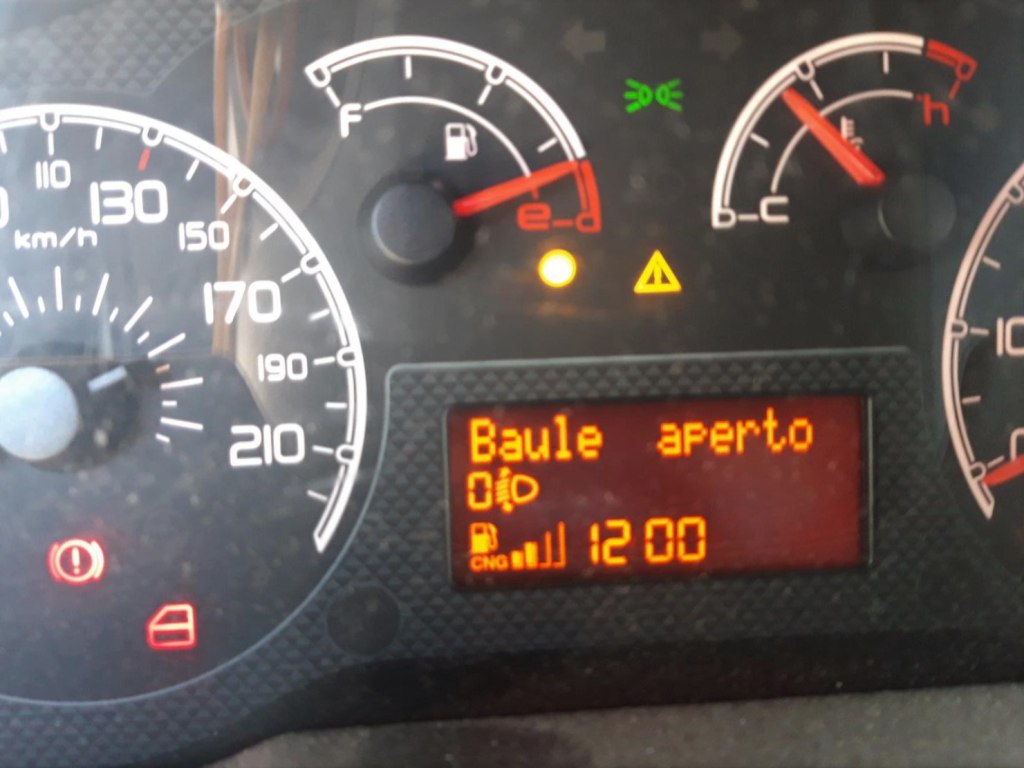 F
e
C
h
110
130
km/h
150
170
190
210
Baule aperto
0
CNG 12 00